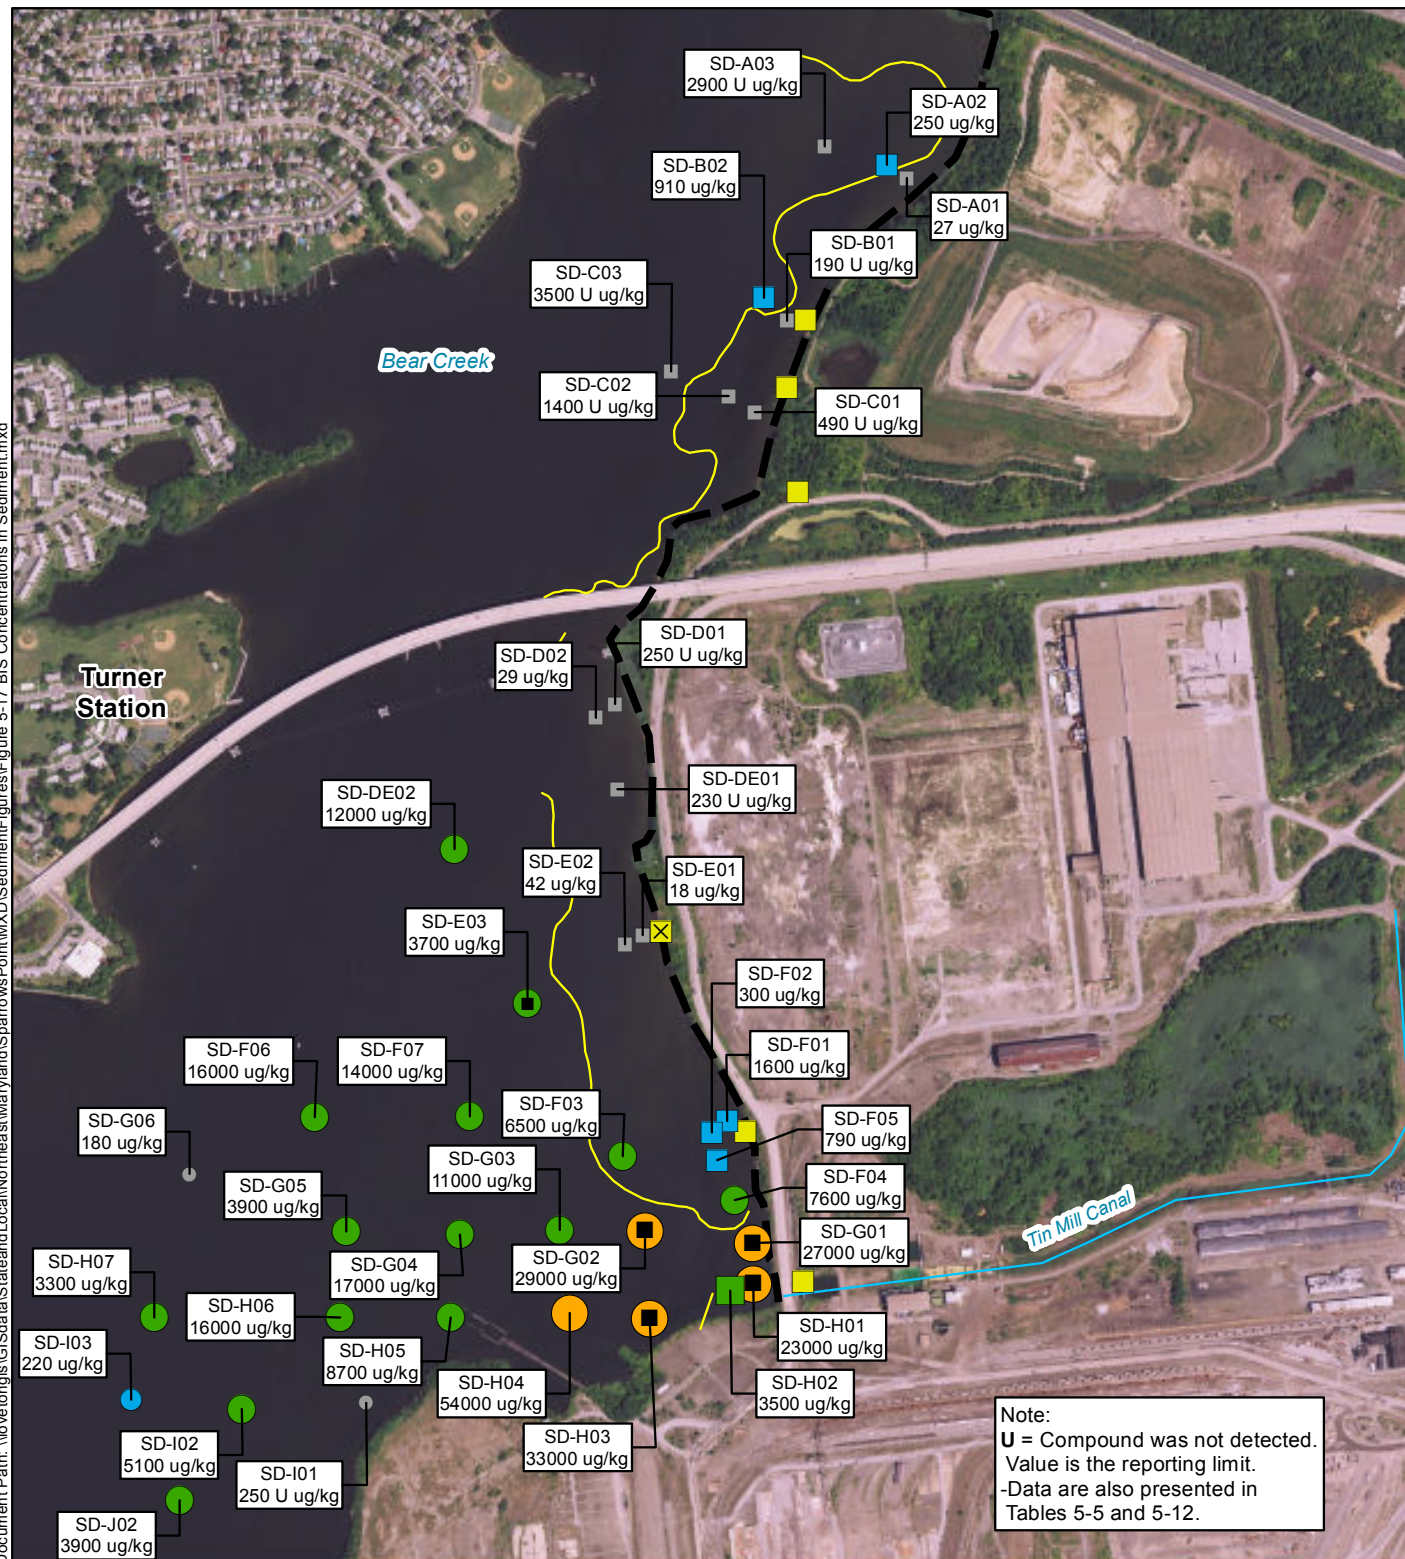 SD-A03
2900 U ug/kg
SD-A02
250 ug/kg
SD-B02
910 ug/kg
SD-A01
27 ug/kg
SD-B01
190 U ug/kg
SD-C03
3500 U ug/kg
Bear Creek
SD-C02
1400 U ug/kg
SD-C01
490 U ug/kg
SD-D01
250 U ug/kg
SD-D02
29 ug/kg
Turner
Station
SD-DE01
230 U ug/kg
SD-DE02
12000 ug/kg
SD-E02
42 ug/kg
SD-E01
18 ug/kg
SD-E03
3700 ug/kg
SD-F02
300 ug/kg
SD-F06
16000 ug/kg
SD-F07
14000 ug/kg
SD-F01
1600 ug/kg
SD-G06
180 ug/kg
SD-F03
6500 ug/kg
SD-F05
790 ug/kg
SD-G03
11000 ug/kg
SD-G05
3900 ug/kg
SD-F04
7600 ug/kg
Tin Mill Canal
SD-G04
17000 ug/kg
SD-G02
29000 ug/kg
SD-G01
27000 ug/kg
SD-H07
3300 ug/kg
SD-H06
16000 ug/kg
SD-H01
23000 ug/kg
SD-I03
220 ug/kg
SD-H05
8700 ug/kg
SD-H04
54000 ug/kg
SD-H02
3500 ug/kg
SD-H03
33000 ug/kg
SD-I02
5100 ug/kg
SD-I01
250 U ug/kg
SD-J02
3900 ug/kg
Note:
U = Compound was not detected.
Value is the reporting limit.
-Data are also presented in
Tables 5-5 and 5-12.